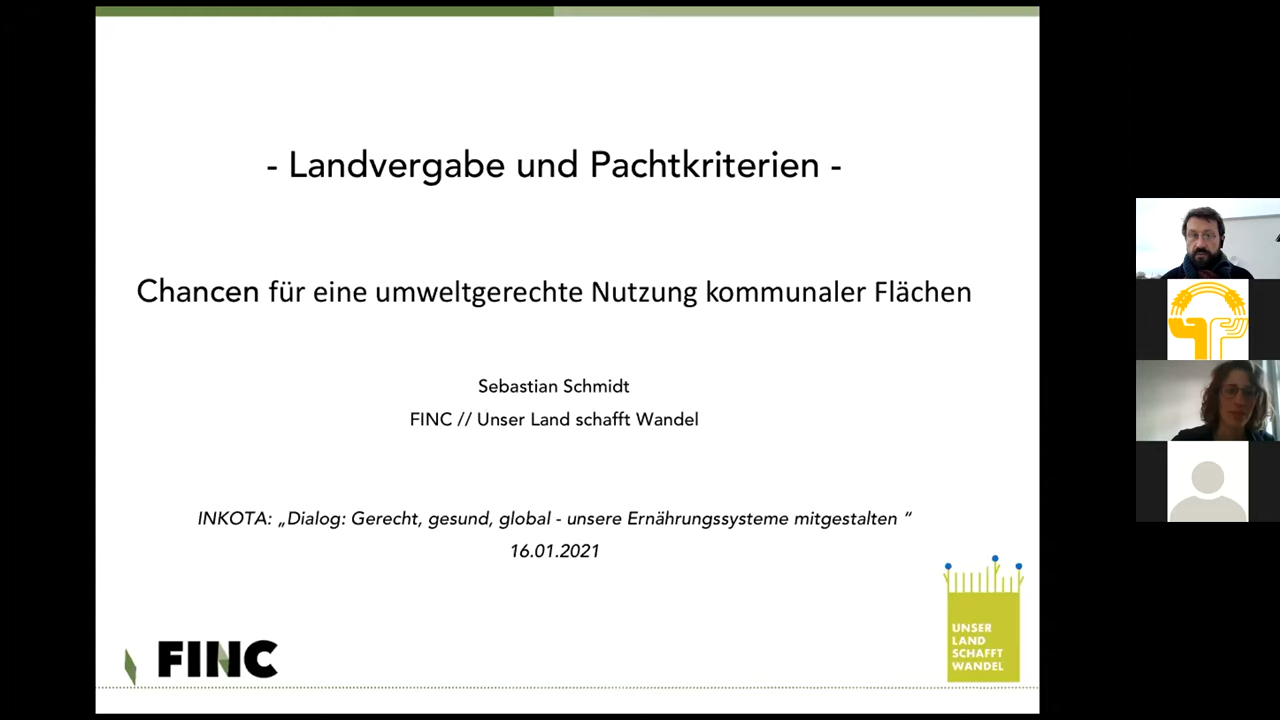 - Landvergabe und Pachtkriterien -
Chancen für eine umweltgerechte Nutzung kommunaler Flächen
Sebastian Schmidt
FINC // Unser Land schafft Wandel
INKOTA: „Dialog: Gerecht, gesund, global - unsere Ernährungssysteme mitgestalten “
16.01.2021
FINC
UNSER
LAND
SCHAFFT
WANDEL